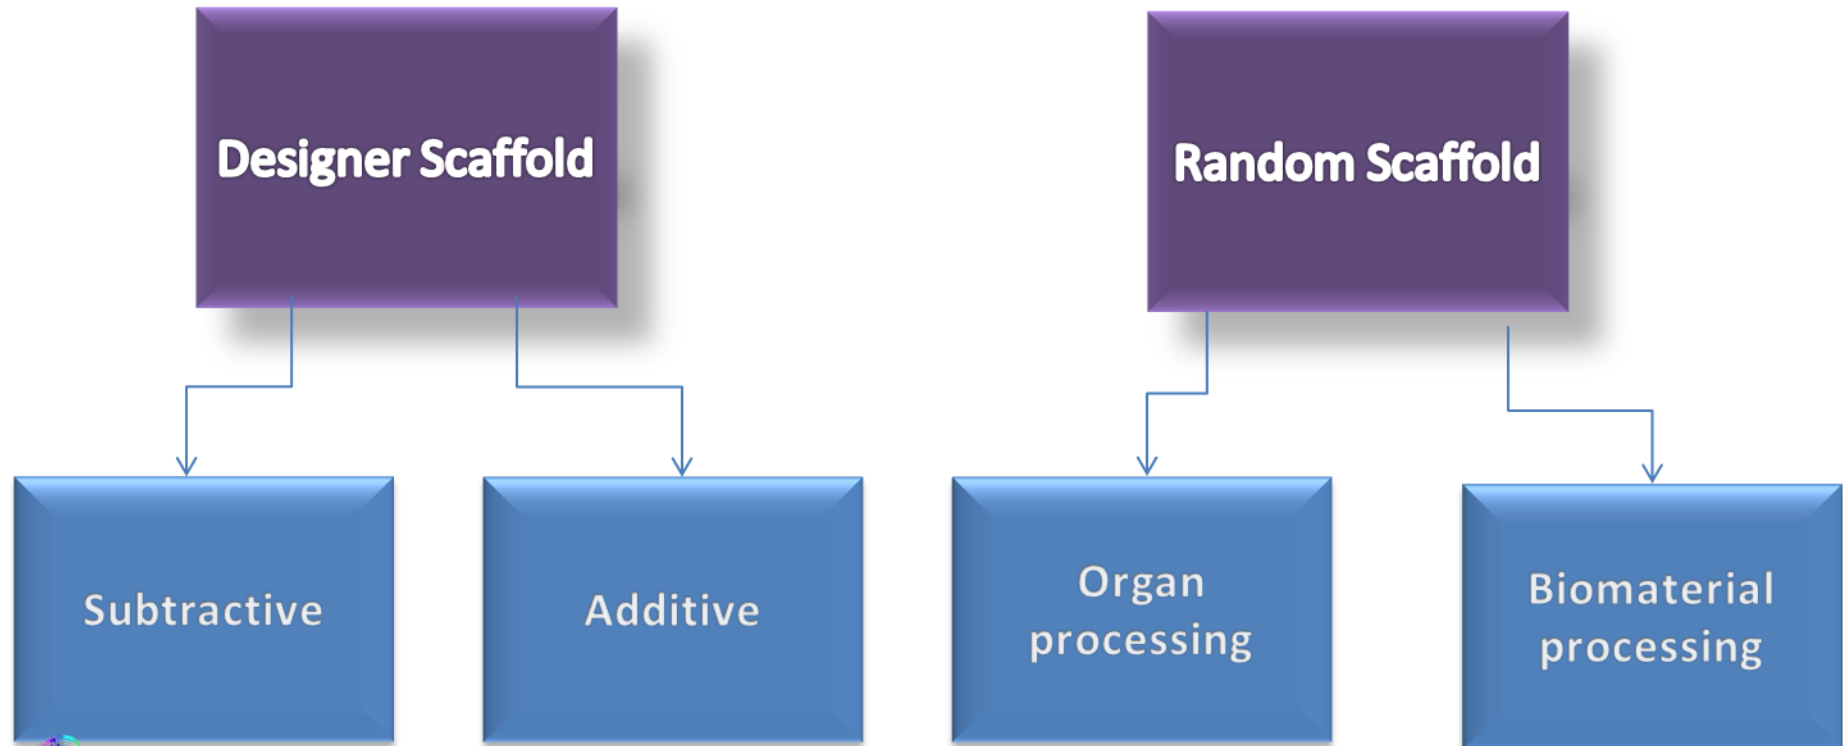 Designer Scaffold
Random Scaffold
Subtractive
Additive
Organ
processing
Biomaterial
processing